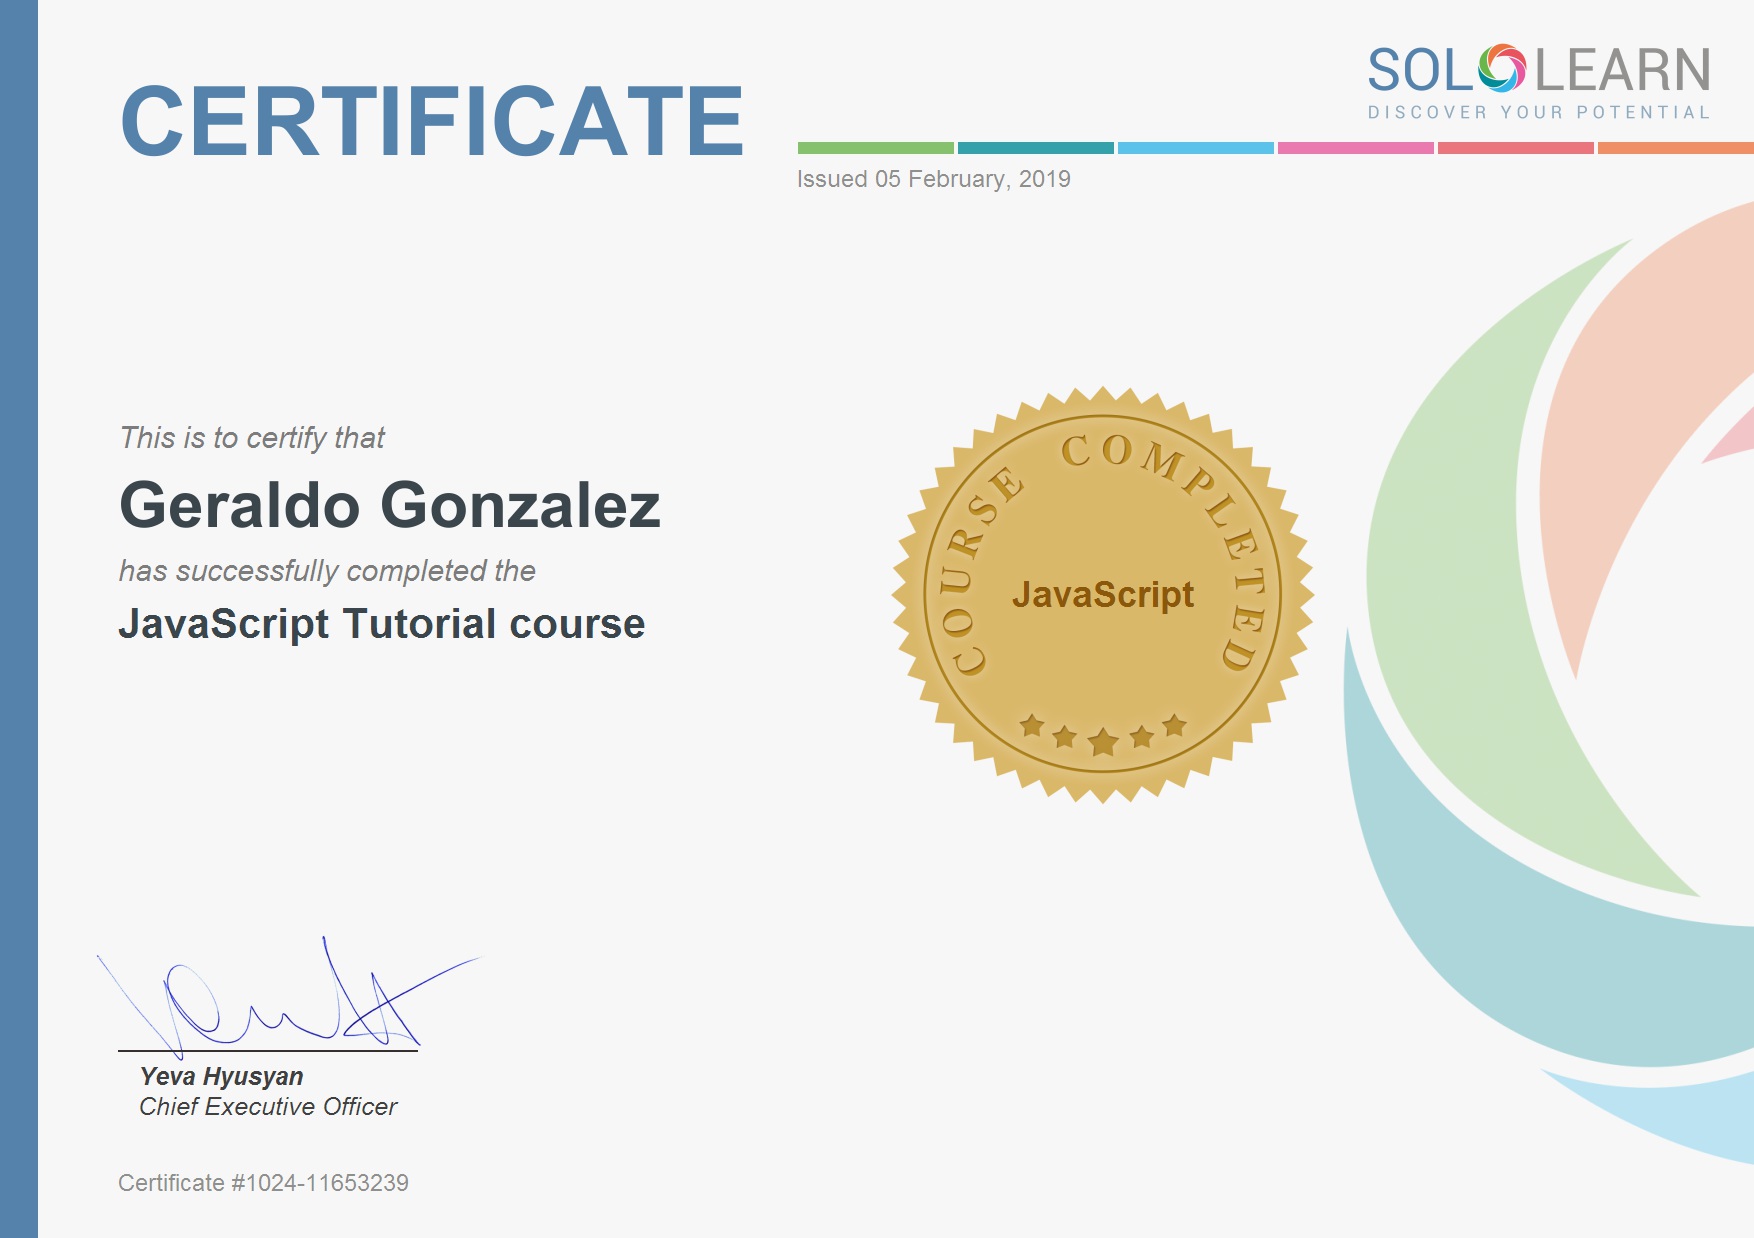 CERTIFICATE
SOLOLEARN
DISCOVER YOUR POTENTIAL
Issued 05 February, 2019
This is to certify that
Geraldo Gonzalez
has successfully completed the
JavaScript Tutorial course
COURSE COMPLETED
JavaScript
Yeva Hyusyan
Chief Executive Officer
Certificate #1024-11653239